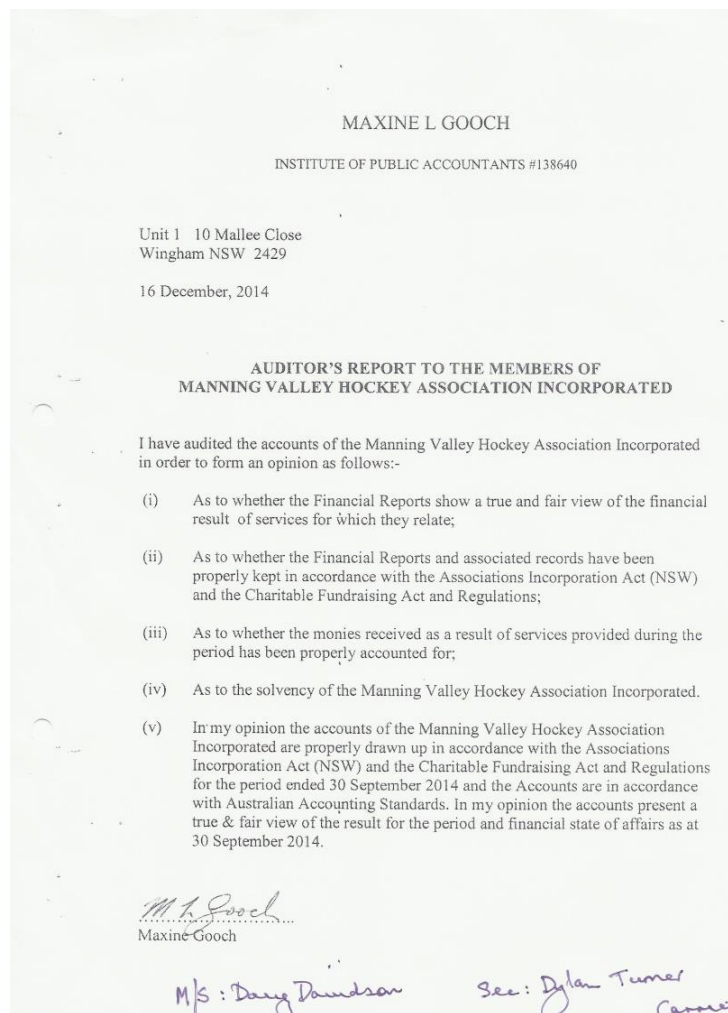 MAXINE L GOOCH
INSTITUTE OF PUBLIC ACCOUNTANTS #138640
Unit 1 10 Mallee Close
Wingham NSW 2429
16 December, 2014
AUDITOR'S REPORT TO THE MEMBERS OF
MANNING VALLEY HOCKEY ASSOCIATION INCORPORATED
I have audited the accounts of the Manning Valley Hockey Association Incorporated
in order to form an opinion as follows:-
(i) As to whether the Financial Reports show a true and fair view of the financial
result of services for which they relate;
(ii) As to whether the Financial Reports and associated records have been
properly kept in accordance with the Associations Incorporation Act (NSW)
and the Charitable Fundraising Act and Regulations;
(iii) As to whether the monies received as a result of services provided during the
period has been properly accounted for;
(iv) As to the solvency of the Manning Valley Hockey Association Incorporated.
(v) In my opinion the accounts of the Manning Valley Hockey Association
Incorporated are properly drawn up in accordance with the Associations
Incorporation Act (NSW) and the Charitable Fundraising Act and Regulations
for the period ended 30 September 2014 and the Accounts are in accordance
with Australian Accounting Standards. In my opinion the accounts present a
true & fair view of the result for the period and financial state of affairs as at
30 September 2014.
M L Gooch
Maxine Gooch
M/S : Doug Davidson Sec : Dylan Turner